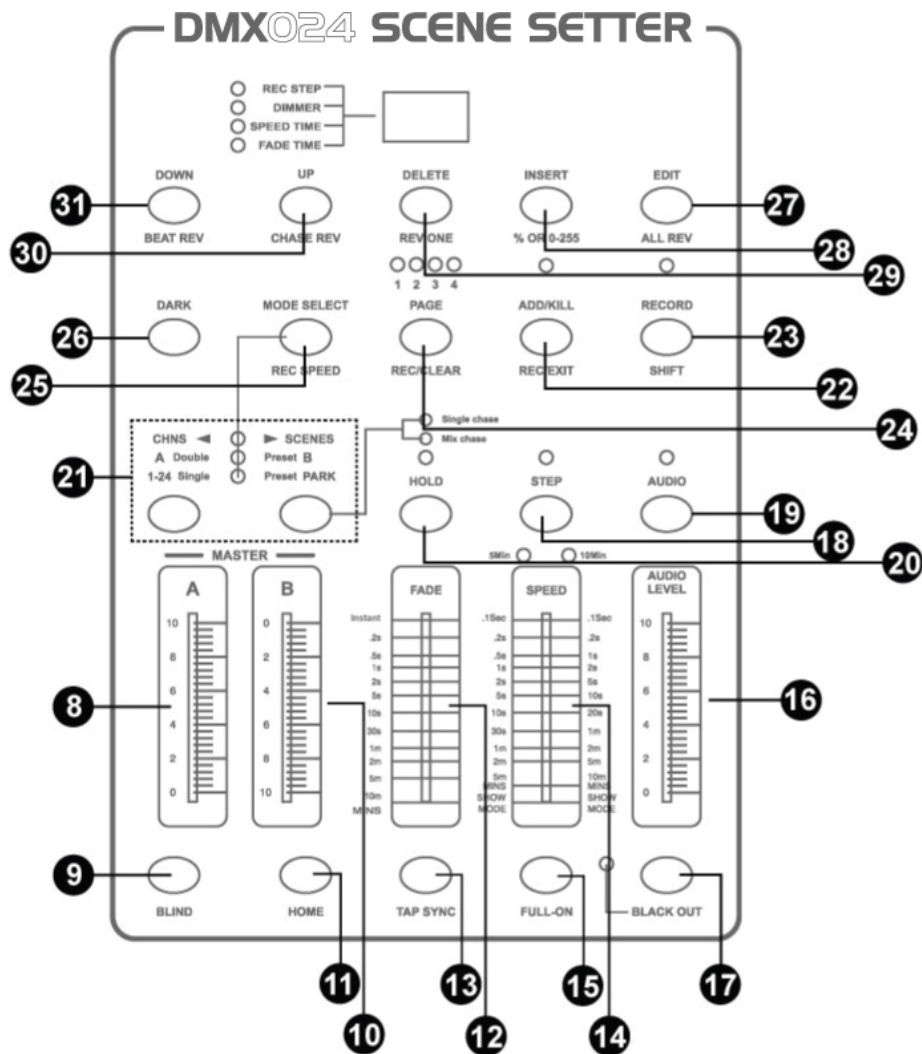 DMX024 SCENE SETTER
REC STEP
DIMMER
SPEED TIME
FADE TIME
DOWN UP DELETE INSERT EDIT
31 27
BEAT REV CHASE REV REV ONE % OR 0-255 ALL REV
30 28
1 2 3 4
29
DARK MODE SELECT PAGE ADD/KILL RECORD
26 23
REC SPEED REC/CLEAR REC/EXIT SHIFT
25 22
Single chase
24
CHNS ◄ ► SCENES Mix chase
A Double Preset B
21
1-24 Single Preset PARK
HOLD STEP AUDIO
19
18
MASTER 5Min 10Min
20
A B FADE SPEED AUDIO
LEVEL
10 0 Instant .1Sec .1Sec 10
.2s .2s .2s
8 2 .5s .5s 1s 8
1s 1s 2s
2s 2s 5s
6 4 5s 5s 10s 6
8 16
10s 10s 20s
4 6 30s 30s 1m 4
1m 1m 2m
2 8 2m 2m 5m 2
5m 5m 10m
0 10 10m MINS MINS 0
MINS SHOW SHOW
MODE MODE
9
BLIND HOME TAP SYNC FULL-ON BLACK OUT
11 13 15 17
10 12 14